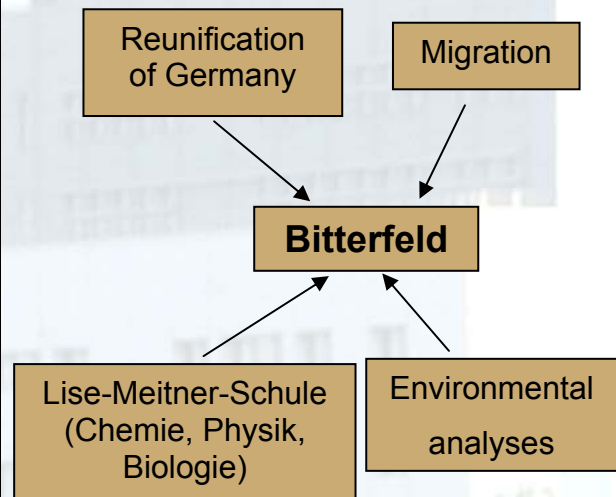 Reunification
of Germany
Migration
Bitterfeld
Lise-Meitner-Schule
(Chemie, Physik,
Biologie)
Environmental
analyses